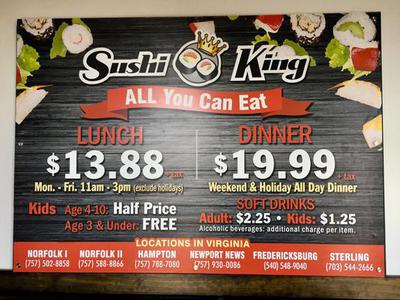 Sushi King
ALL You Can Eat
LUNCH
$13.88 + tax
Mon. - Fri. 11am - 3pm (exclude holidays)
DINNER
$19.99 + tax
Weekend & Holiday All Day Dinner
Kids Age 4-10: Half Price
Age 3 & Under: FREE
SOFT DRINKS
Adult: $2.25 • Kids: $1.25
Alcoholic beverages: additional charge per item.
LOCATIONS IN VIRGINIA
NORFOLK I NORFOLK II HAMPTON NEWPORT NEWS FREDERICKSBURG STERLING
(757) 502-8858 (757) 588-8866 (757) 788-7080 (757) 930-0086 (540) 548-9040 (703) 544-2666